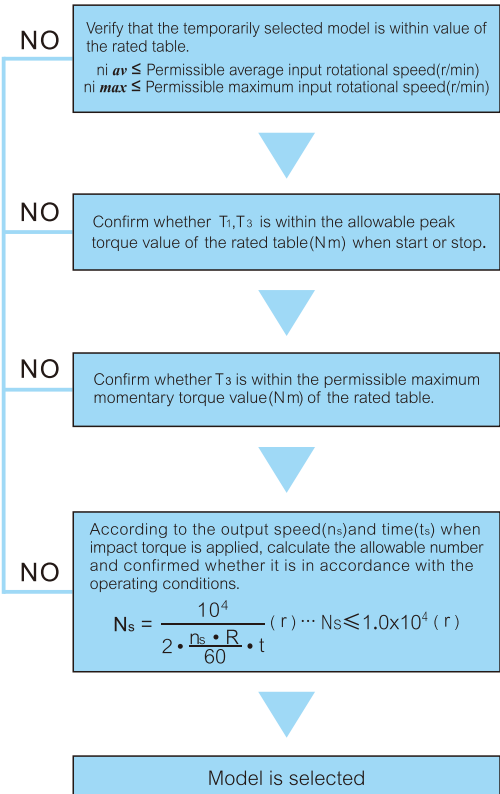 NO
Verify that the temporarily selected model is within value of
the rated table.
ni av ≤ Permissible average input rotational speed(r/min)
ni max ≤ Permissible maximum input rotational speed(r/min)
NO
Confirm whether T₁,T₃ is within the allowable peak
torque value of the rated table(Nm) when start or stop.
NO
Confirm whether T₃ is within the permissible maximum
momentary torque value(Nm) of the rated table.
NO
According to the output speed(nₛ)and time(tₛ) when
impact torque is applied, calculate the allowable number
and confirmed whether it is in accordance with the
operating conditions.
Nₛ = 10⁴ / (2 • (nₛ • R / 60) • t) (r) ··· Nₛ ≤ 1.0x10⁴ (r)
Model is selected